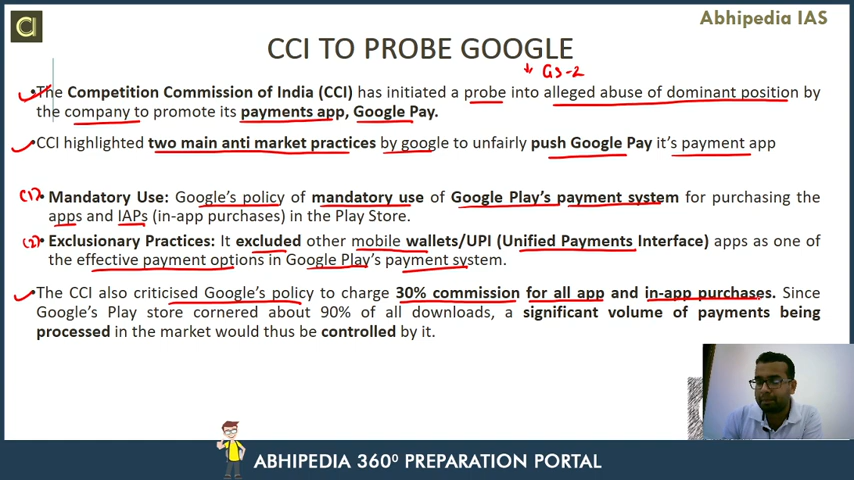 Abhipedia IAS
CCI TO PROBE GOOGLE
GS-2
•The Competition Commission of India (CCI) has initiated a probe into alleged abuse of dominant position by
the company to promote its payments app, Google Pay.
CCI highlighted two main anti market practices by google to unfairly push Google Pay it's payment app
(1) • Mandatory Use: Google's policy of mandatory use of Google Play's payment system for purchasing the
apps and IAPs (in-app purchases) in the Play Store.
(2) • Exclusionary Practices: It excluded other mobile wallets/UPI (Unified Payments Interface) apps as one of
the effective payment options in Google Play's payment system.
•The CCI also criticised Google's policy to charge 30% commission for all app and in-app purchases. Since
Google's Play store cornered about 90% of all downloads, a significant volume of payments being
processed in the market would thus be controlled by it.
ABHIPEDIA 360⁰ PREPARATION PORTAL